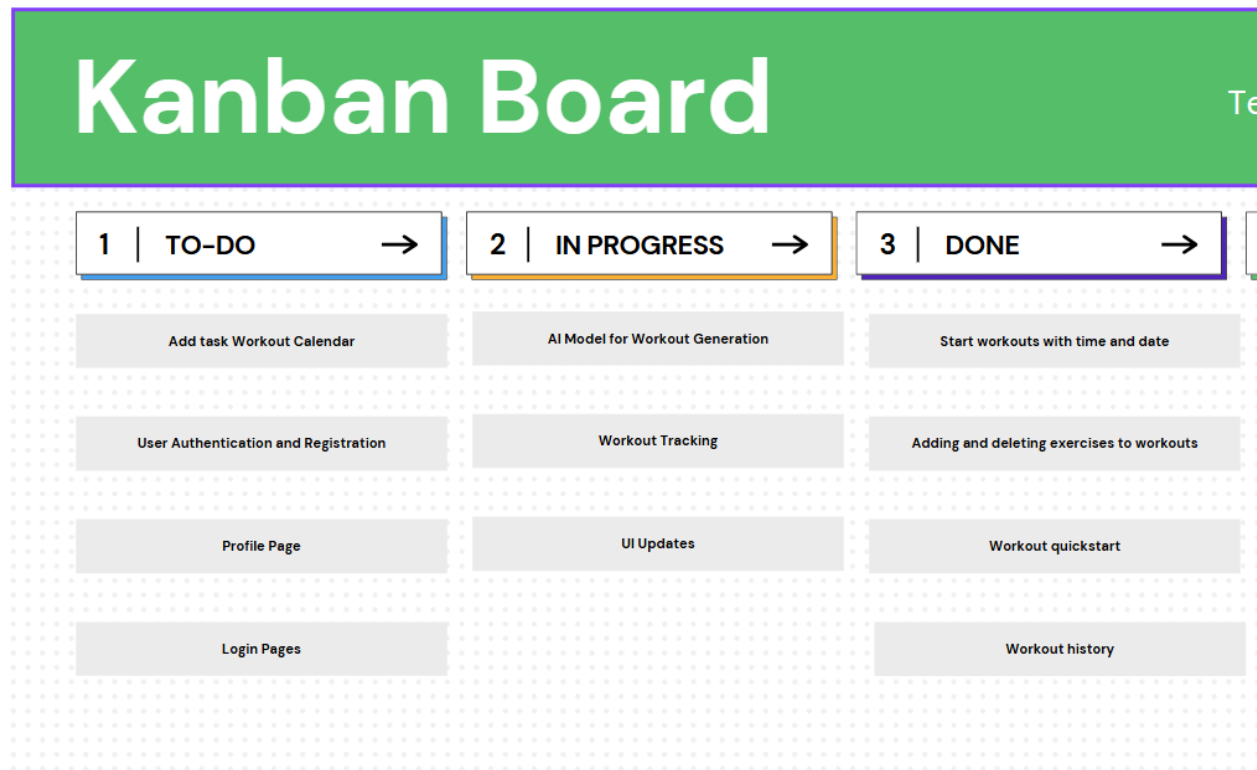 Kanban Board
1 | TO-DO →
2 | IN PROGRESS →
3 | DONE →
Add task Workout Calendar
User Authentication and Registration
Profile Page
Login Pages
AI Model for Workout Generation
Workout Tracking
UI Updates
Start workouts with time and date
Adding and deleting exercises to workouts
Workout quickstart
Workout history